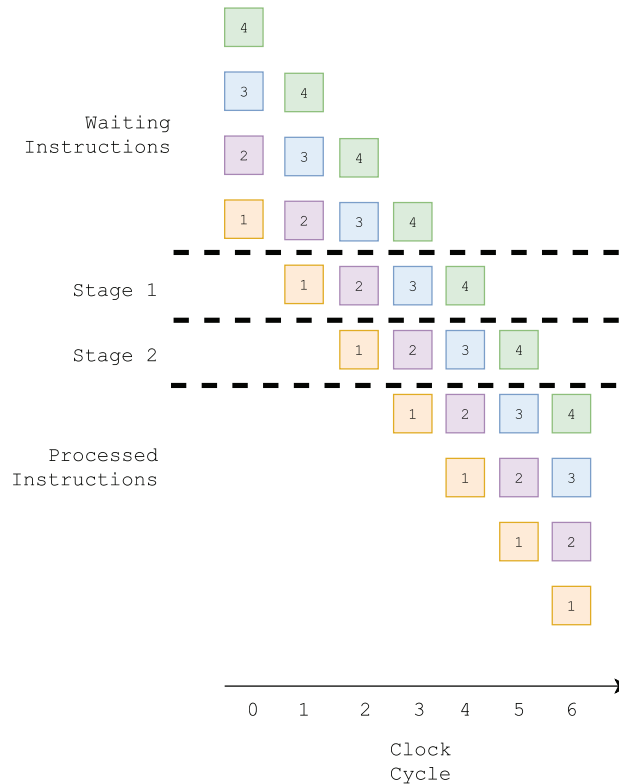 4
3 4
Waiting
Instructions
2 3 4
1 2 3 4
Stage 1
1 2 3 4
Stage 2
1 2 3 4
1 2 3 4
Processed
Instructions
1 2 3
1 2
1
0 1 2 3 4 5 6
Clock
Cycle